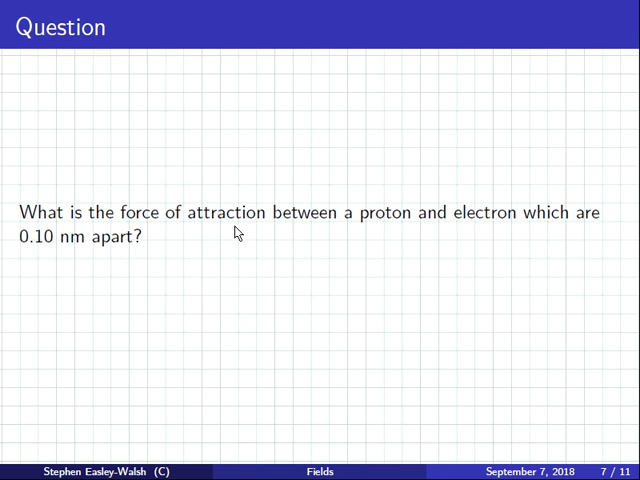 Question
What is the force of attraction between a proton and electron which are
0.10 nm apart?
Stephen Easley-Walsh (C) Fields September 7, 2018 7 / 11